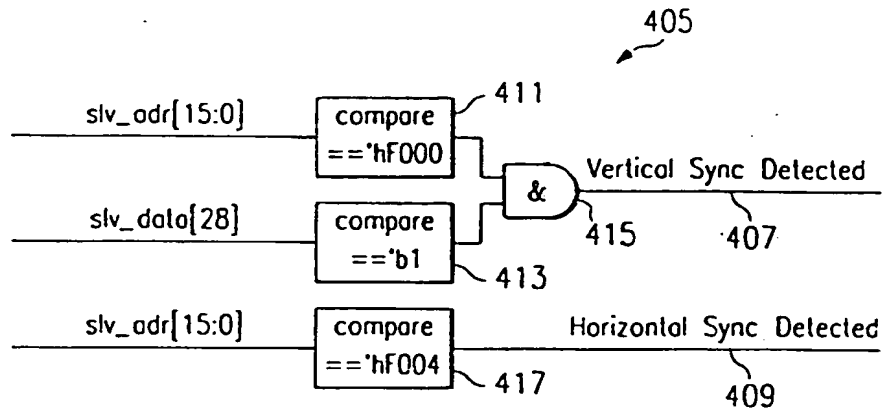 405
slv_adr[15:0]
compare
=='hF000
411
Vertical Sync Detected
&
415
407
slv_data[28]
compare
=='b1
413
slv_adr[15:0]
compare
=='hF004
417
Horizontal Sync Detected
409